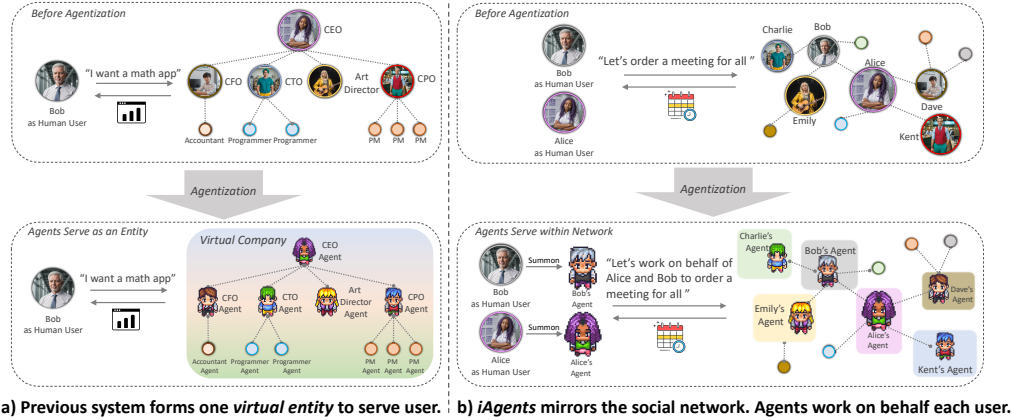 Before Agentization
CEO
"I want a math app"
Bob
as Human User
CFO
CTO
Art
Director
CPO
Accountant
Programmer
Programmer
PM
PM
PM
Agentization
Agents Serve as an Entity
Virtual Company
CEO
Agent
"I want a math app"
Bob
as Human User
CFO
Agent
CTO
Agent
Art
Director
Agent
CPO
Agent
Accountant
Agent
Programmer
Agent
Programmer
Agent
PM
Agent
PM
Agent
PM
Agent
a) Previous system forms one virtual entity to serve user.
Before Agentization
Bob
as Human User
Alice
as Human User
"Let's order a meeting for all "
Charlie
Bob
Alice
Emily
Dave
Kent
Agentization
Agents Serve within Network
Bob
as Human User
Summon
Bob's
Agent
Alice
as Human User
Summon
Alice's
Agent
"Let's work on behalf of
Alice and Bob to order a
meeting for all "
Charlie's
Agent
Bob's Agent
Emily's
Agent
Alice's
Agent
Dave's
Agent
Kent's Agent
b) iAgents mirrors the social network. Agents work on behalf each user.